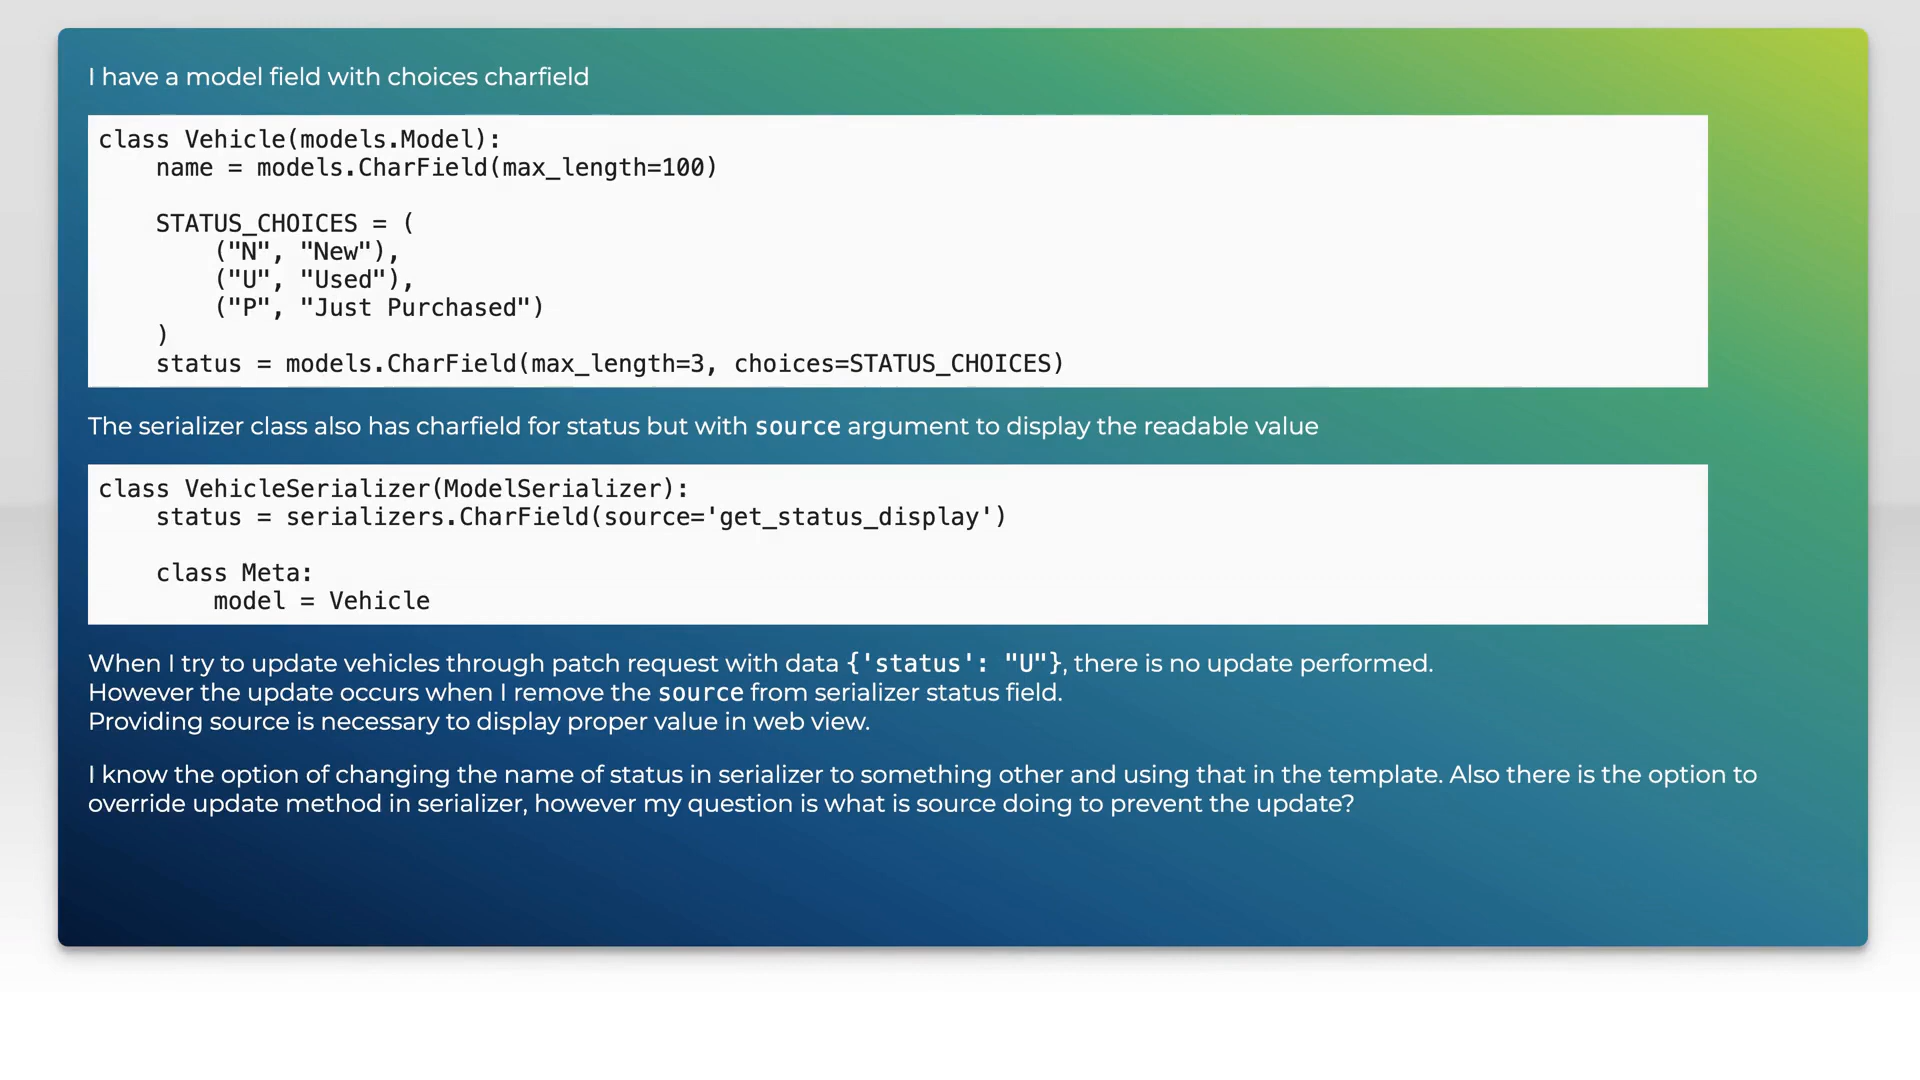 I have a model field with choices charfield
class Vehicle(models.Model):
    name = models.CharField(max_length=100)
    STATUS_CHOICES = (
        ("N", "New"),
        ("U", "Used"),
        ("P", "Just Purchased")
    )
    status = models.CharField(max_length=3, choices=STATUS_CHOICES)
The serializer class also has charfield for status but with source argument to display the readable value
class VehicleSerializer(ModelSerializer):
    status = serializers.CharField(source='get_status_display')
    class Meta:
        model = Vehicle
When I try to update vehicles through patch request with data {'status': "U"}, there is no update performed.
However the update occurs when I remove the source from serializer status field.
Providing source is necessary to display proper value in web view.
I know the option of changing the name of status in serializer to something other and using that in the template. Also there is the option to
override update method in serializer, however my question is what is source doing to prevent the update?